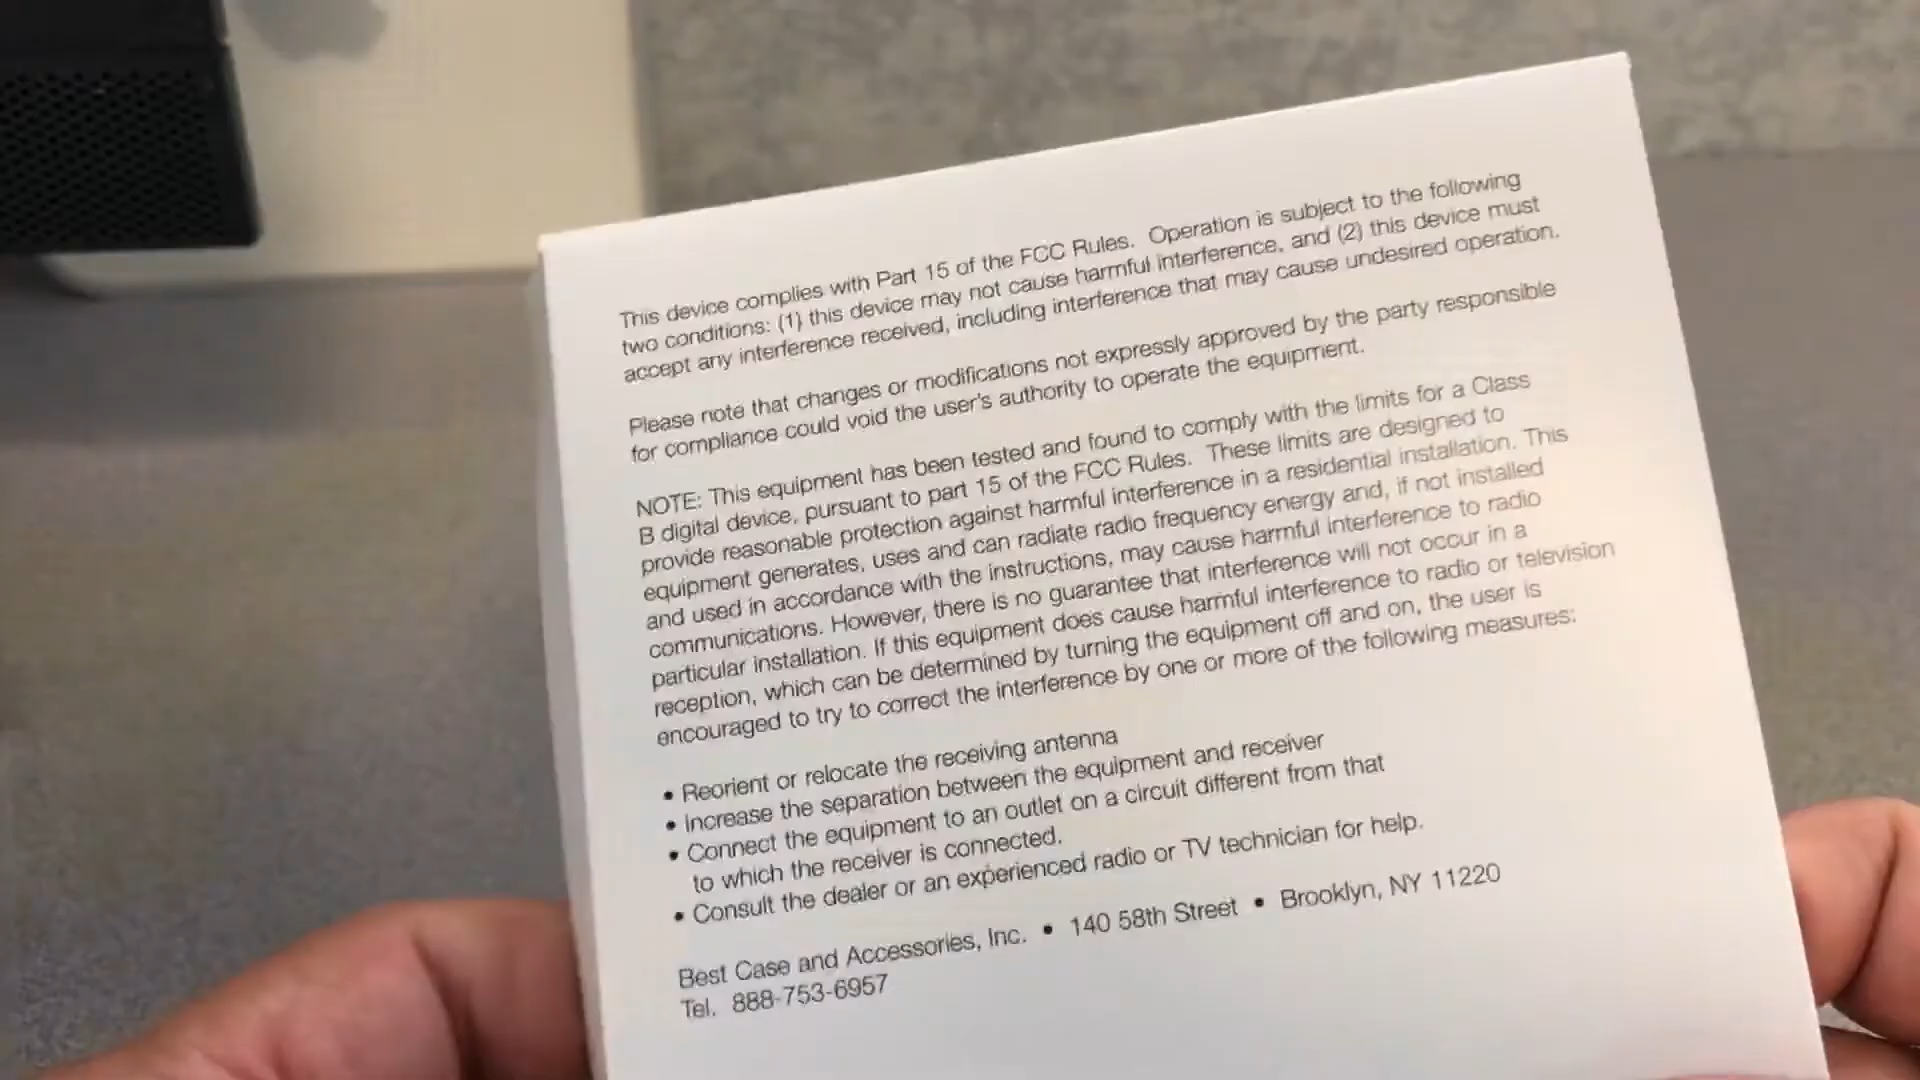 This device complies with Part 15 of the FCC Rules. Operation is subject to the following
two conditions: (1) this device may not cause harmful interference, and (2) this device must
accept any interference received, including interference that may cause undesired operation.
Please note that changes or modifications not expressly approved by the party responsible
for compliance could void the user's authority to operate the equipment.
NOTE: This equipment has been tested and found to comply with the limits for a Class
B digital device, pursuant to part 15 of the FCC Rules. These limits are designed to
provide reasonable protection against harmful interference in a residential installation. This
equipment generates, uses and can radiate radio frequency energy and, if not installed
and used in accordance with the instructions, may cause harmful interference to radio
communications. However, there is no guarantee that interference will not occur in a
particular installation. If this equipment does cause harmful interference to radio or television
reception, which can be determined by turning the equipment off and on, the user is
encouraged to try to correct the interference by one or more of the following measures:
• Reorient or relocate the receiving antenna
• Increase the separation between the equipment and receiver
• Connect the equipment to an outlet on a circuit different from that
to which the receiver is connected.
• Consult the dealer or an experienced radio or TV technician for help.
Best Case and Accessories, Inc. • 140 58th Street • Brooklyn, NY 11220
Tel. 888-753-6957